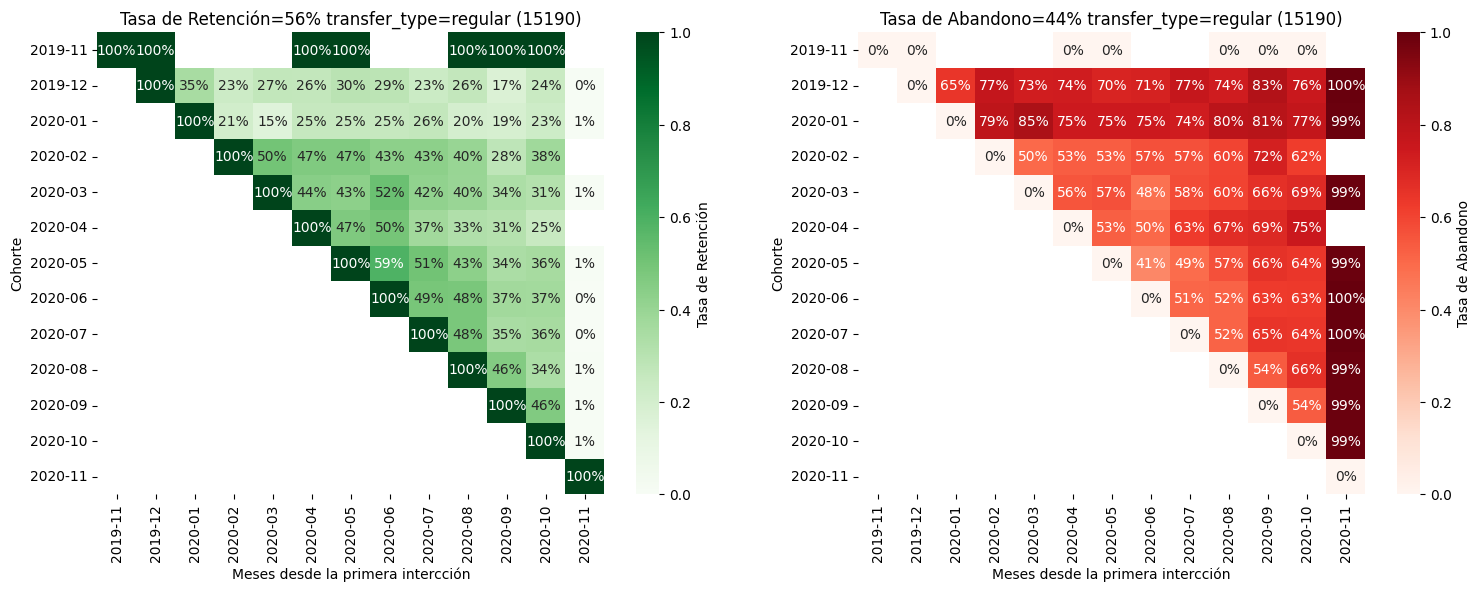 Tasa de Retención=56% transfer_type=regular (15190)
2019-11 100% 100% 100% 100% 100% 100% 100%
2019-12 100% 35% 23% 27% 26% 30% 29% 23% 26% 17% 24% 0%
2020-01 100% 21% 15% 25% 25% 25% 26% 20% 19% 23% 1%
2020-02 100% 50% 47% 47% 43% 43% 40% 28% 38%
2020-03 100% 44% 43% 52% 42% 40% 34% 31% 1%
2020-04 100% 47% 50% 37% 33% 31% 25%
2020-05 100% 59% 51% 43% 34% 36% 1%
2020-06 100% 49% 48% 37% 37% 0%
2020-07 100% 48% 35% 36% 0%
2020-08 100% 46% 34% 1%
2020-09 100% 46% 1%
2020-10 100% 1%
2020-11 100%
Cohorte
2019-11 2019-12 2020-01 2020-02 2020-03 2020-04 2020-05 2020-06 2020-07 2020-08 2020-09 2020-10 2020-11
Meses desde la primera intercción
1.0
0.8
0.6
0.4
0.2
0.0
Tasa de Retención
Tasa de Abandono=44% transfer_type=regular (15190)
2019-11 0% 0% 0% 0% 0% 0% 0%
2019-12 0% 65% 77% 73% 74% 70% 71% 77% 74% 83% 76% 100%
2020-01 0% 79% 85% 75% 75% 75% 74% 80% 81% 77% 99%
2020-02 0% 50% 53% 53% 57% 57% 60% 72% 62%
2020-03 0% 56% 57% 48% 58% 60% 66% 69% 99%
2020-04 0% 53% 50% 63% 67% 69% 75%
2020-05 0% 41% 49% 57% 66% 64% 99%
2020-06 0% 51% 52% 63% 63% 100%
2020-07 0% 52% 65% 64% 100%
2020-08 0% 54% 66% 99%
2020-09 0% 54% 99%
2020-10 0% 99%
2020-11 0%
Cohorte
2019-11 2019-12 2020-01 2020-02 2020-03 2020-04 2020-05 2020-06 2020-07 2020-08 2020-09 2020-10 2020-11
Meses desde la primera intercción
1.0
0.8
0.6
0.4
0.2
0.0
Tasa de Abandono